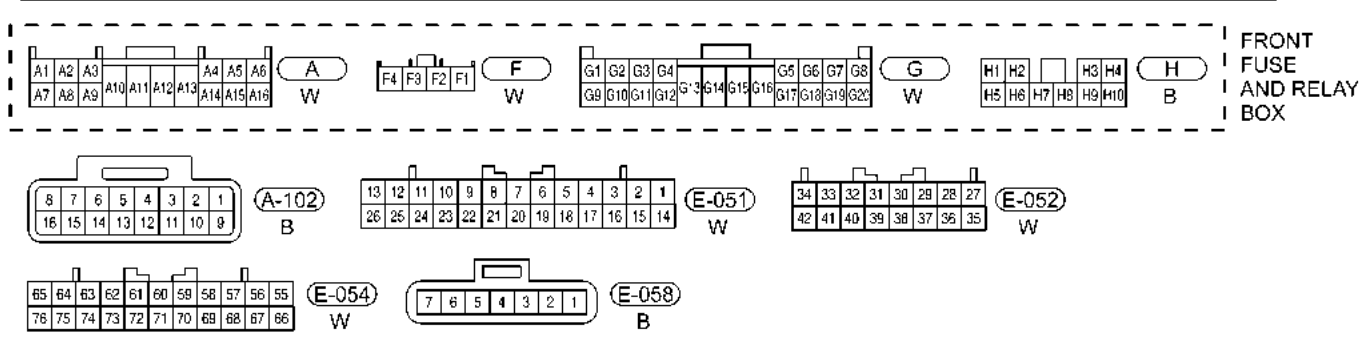 A1 A2 A3 A4 A5 A6
A10 A11 A12 A13
A7 A8 A9 A14 A15 A16
A
W
F4 F3 F2 F1
F
W
G1 G2 G3 G4 G5 G6 G7 G8
G13 G14 G15 G16
G9 G10 G11 G12 G17 G18 G19 G20
G
W
H1 H2 H3 H4
H5 H6 H7 H8 H9 H10
H
B
FRONT
FUSE
AND RELAY
BOX
8 7 6 5 4 3 2 1
16 15 14 13 12 11 10 9
A-102
B
13 12 11 10 9 8 7 6 5 4 3 2 1
26 25 24 23 22 21 20 19 18 17 16 15 14
E-051
W
34 33 32 31 30 29 28 27
42 41 40 39 38 37 36 35
E-052
W
65 64 63 62 61 60 59 58 57 56 55
76 75 74 73 72 71 70 69 68 67 66
E-054
W
7 6 5 4 3 2 1
E-058
B